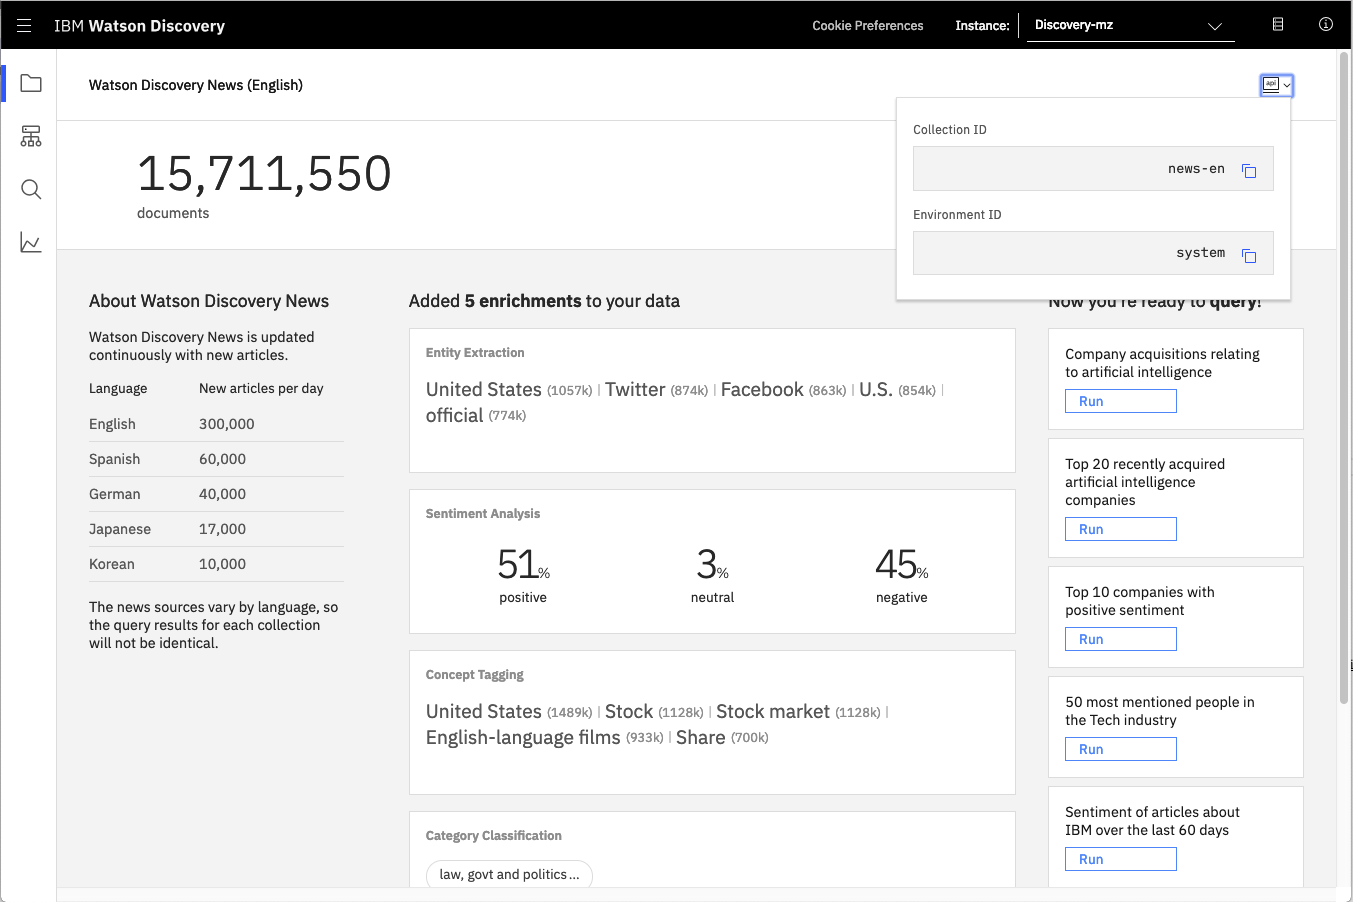 IBM Watson Discovery
Cookie Preferences
Instance:
Discovery-mz
Watson Discovery News (English)
api
Collection ID
news-en
Environment ID
system
15,711,550
documents
About Watson Discovery News
Watson Discovery News is updated
continuously with new articles.
Language New articles per day
English 300,000
Spanish 60,000
German 40,000
Japanese 17,000
Korean 10,000
The news sources vary by language, so
the query results for each collection
will not be identical.
Added 5 enrichments to your data
Entity Extraction
United States (1057k) | Twitter (874k) | Facebook (863k) | U.S. (854k) |
official (774k)
Sentiment Analysis
51% 3% 45%
positive neutral negative
Concept Tagging
United States (1489k) | Stock (1128k) | Stock market (1128k) |
English-language films (933k) | Share (700k)
Category Classification
law, govt and politics...
Now you're ready to query!
Company acquisitions relating
to artificial intelligence
Run
Top 20 recently acquired
artificial intelligence
companies
Run
Top 10 companies with
positive sentiment
Run
50 most mentioned people in
the Tech industry
Run
Sentiment of articles about
IBM over the last 60 days
Run